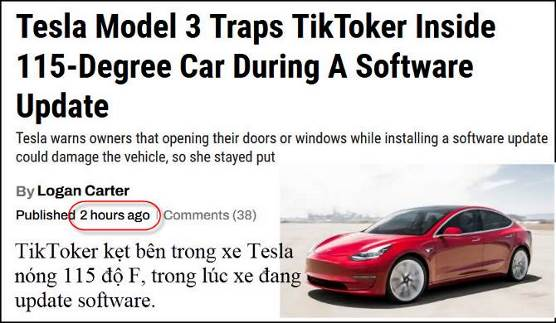 Tesla Model 3 Traps TikToker Inside
115-Degree Car During A Software
Update
Tesla warns owners that opening their doors or windows while installing a software update
could damage the vehicle, so she stayed put
By Logan Carter
Published 2 hours ago | Comments (38)
TikToker kẹt bên trong xe Tesla
nóng 115 độ F, trong lúc xe đang
update software.